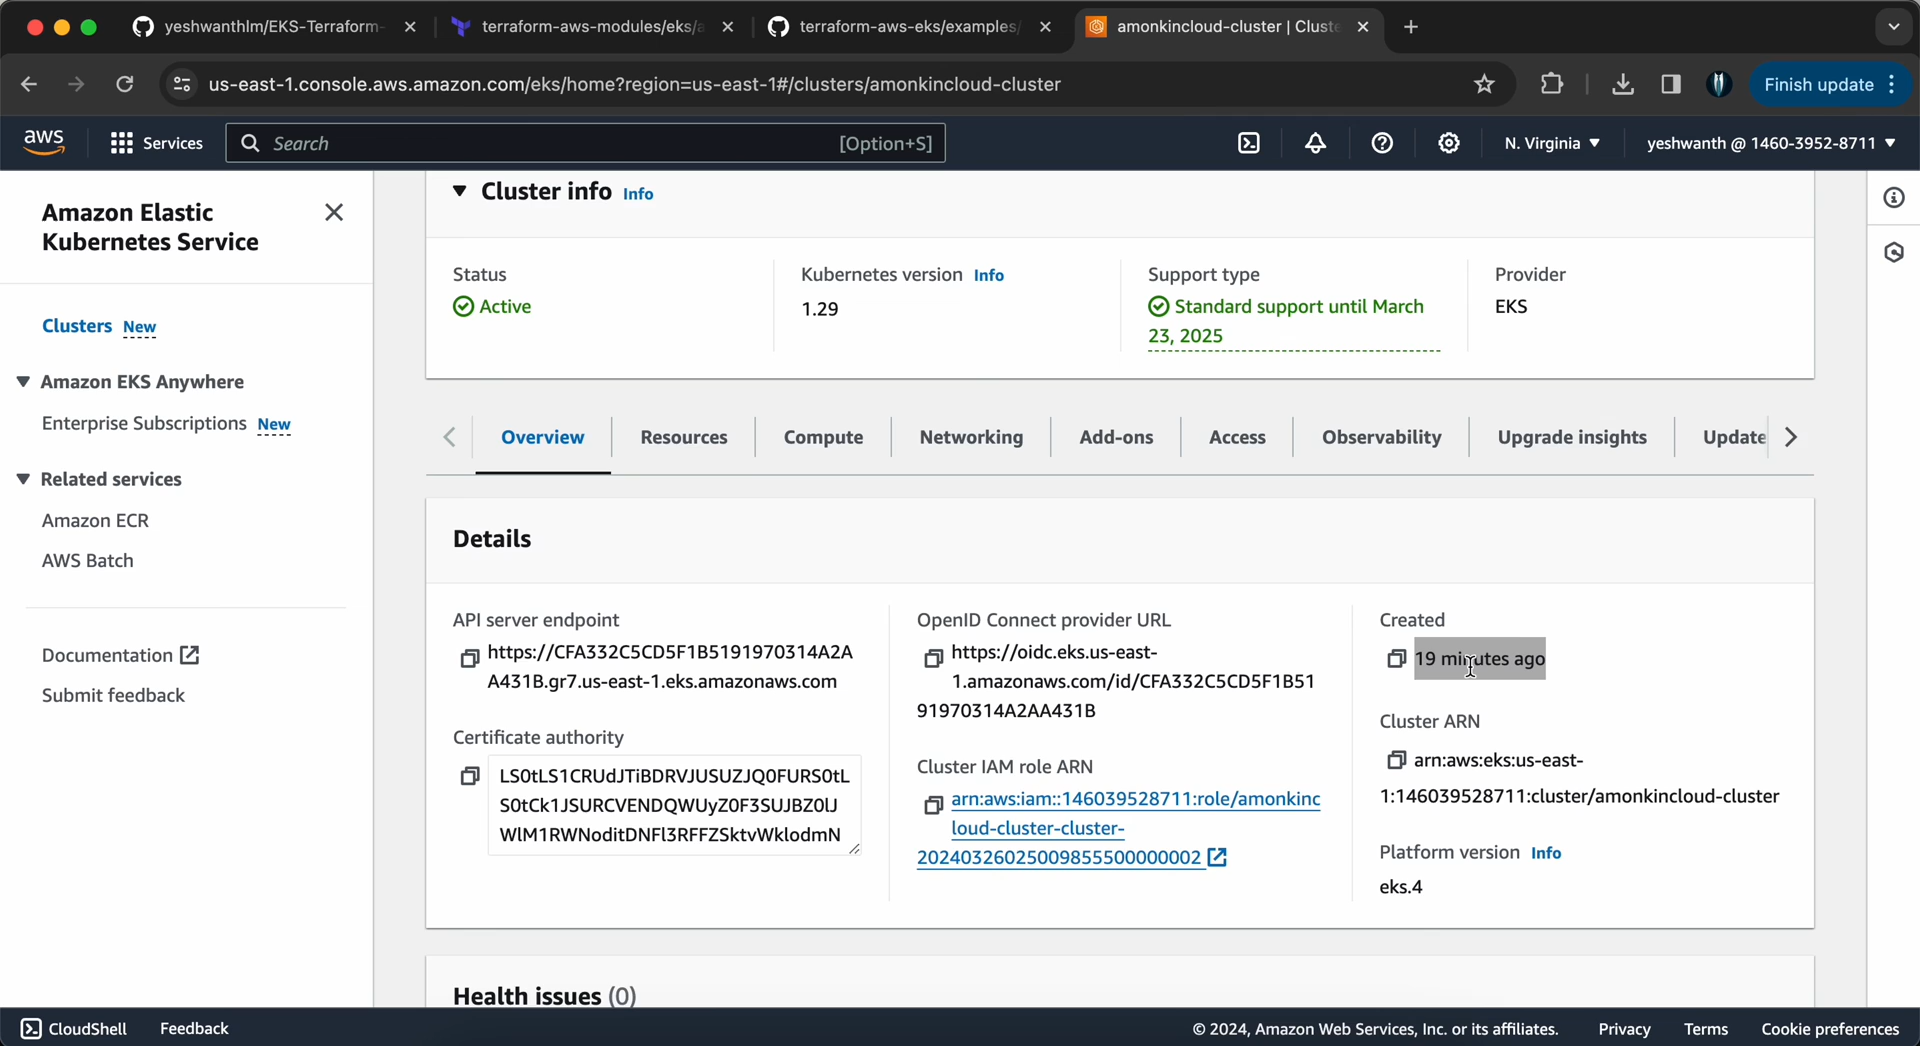 yeshwanthlm/EKS-Terraform-
terraform-aws-modules/eks/a
terraform-aws-eks/examples/
amonkincloud-cluster | Cluste
us-east-1.console.aws.amazon.com/eks/home?region=us-east-1#/clusters/amonkincloud-cluster
Finish update
aws
Services
Search
[Option+S]
N. Virginia
yeshwanth @ 1460-3952-8711
Amazon Elastic
Kubernetes Service
Clusters New
Amazon EKS Anywhere
Enterprise Subscriptions New
Related services
Amazon ECR
AWS Batch
Documentation
Submit feedback
Cluster info Info
Status
Active
Kubernetes version Info
1.29
Support type
Standard support until March
23, 2025
Provider
EKS
Overview
Resources
Compute
Networking
Add-ons
Access
Observability
Upgrade insights
Update
Details
API server endpoint
https://CFA332C5CD5F1B5191970314A2A
A431B.gr7.us-east-1.eks.amazonaws.com
Certificate authority
LS0tLS1CRUdJTiBDRVJUSUZJQ0FURS0tL
S0tCk1JSURCVENDQWUyZ0F3SUJBZ0lJ
WlM1RWNoditDNFl3RFFZSktvWklodmN
OpenID Connect provider URL
https://oidc.eks.us-east-
1.amazonaws.com/id/CFA332C5CD5F1B51
91970314A2AA431B
Cluster IAM role ARN
arn:aws:iam::146039528711:role/amonkinc
loud-cluster-cluster-
20240326025009855500000002
Created
19 minutes ago
Cluster ARN
arn:aws:eks:us-east-
1:146039528711:cluster/amonkincloud-cluster
Platform version Info
eks.4
Health issues (0)
CloudShell
Feedback
© 2024, Amazon Web Services, Inc. or its affiliates.
Privacy
Terms
Cookie preferences